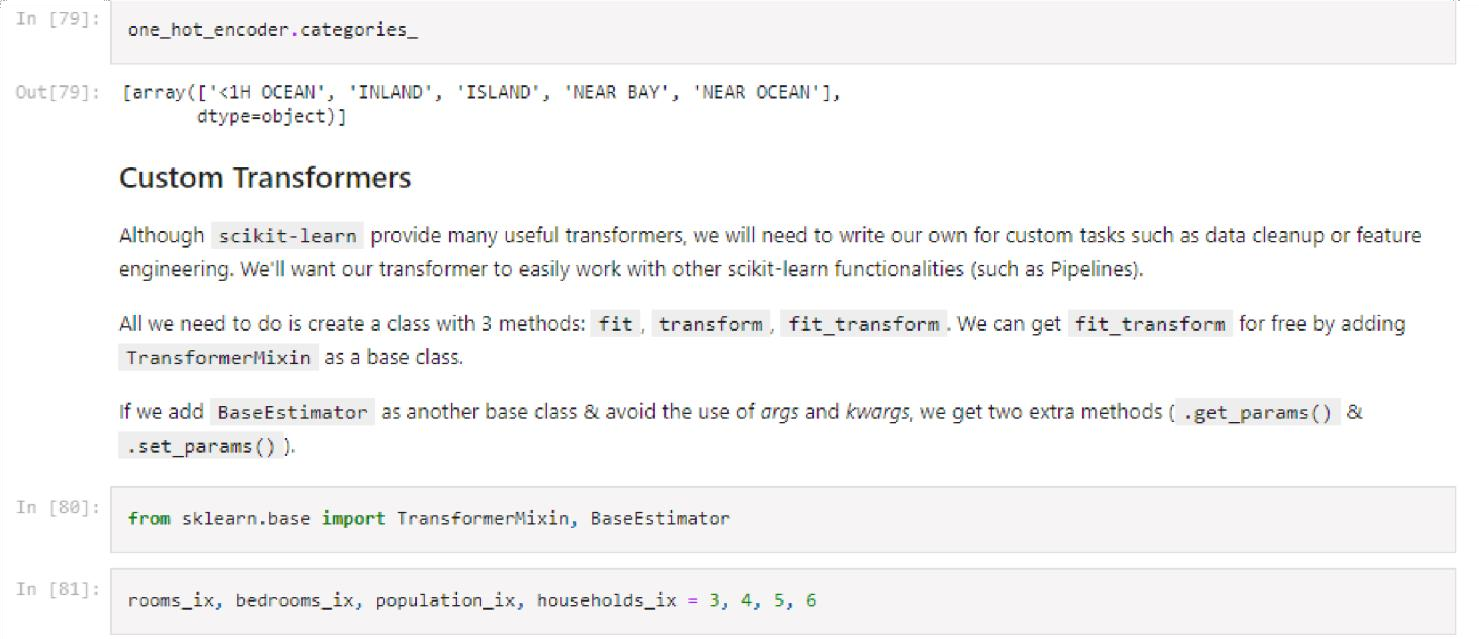 In [79]:
one_hot_encoder.categories_
Out[79]:
[array(['<1H OCEAN', 'INLAND', 'ISLAND', 'NEAR BAY', 'NEAR OCEAN'],
dtype=object)]
Custom Transformers
Although scikit-learn provide many useful transformers, we will need to write our own for custom tasks such as data cleanup or feature
engineering. We'll want our transformer to easily work with other scikit-learn functionalities (such as Pipelines).
All we need to do is create a class with 3 methods: fit, transform, fit_transform. We can get fit_transform for free by adding
TransformerMixin as a base class.
If we add BaseEstimator as another base class & avoid the use of args and kwargs, we get two extra methods (.get_params() &
.set_params()).
In [80]:
from sklearn.base import TransformerMixin, BaseEstimator
In [81]:
rooms_ix, bedrooms_ix, population_ix, households_ix = 3, 4, 5, 6